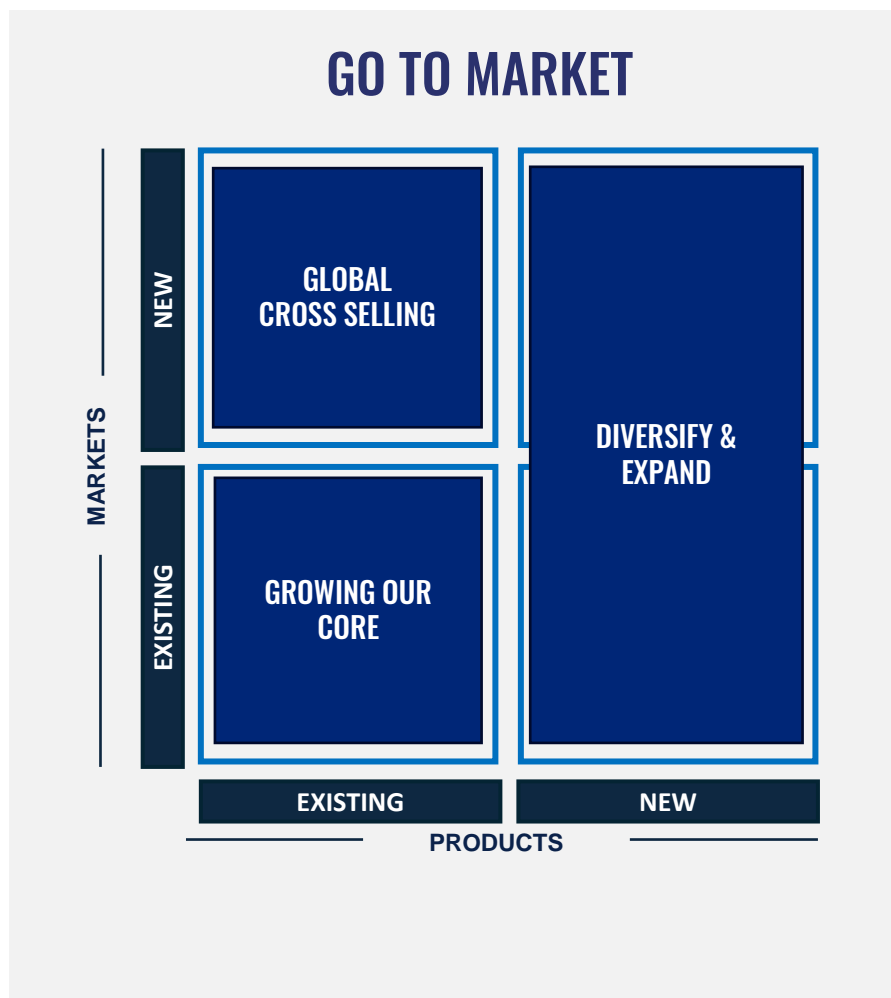 GO TO MARKET
NEW
GLOBAL
CROSS SELLING
DIVERSIFY &
EXPAND
MARKETS
EXISTING
GROWING OUR
CORE
EXISTING
NEW
PRODUCTS